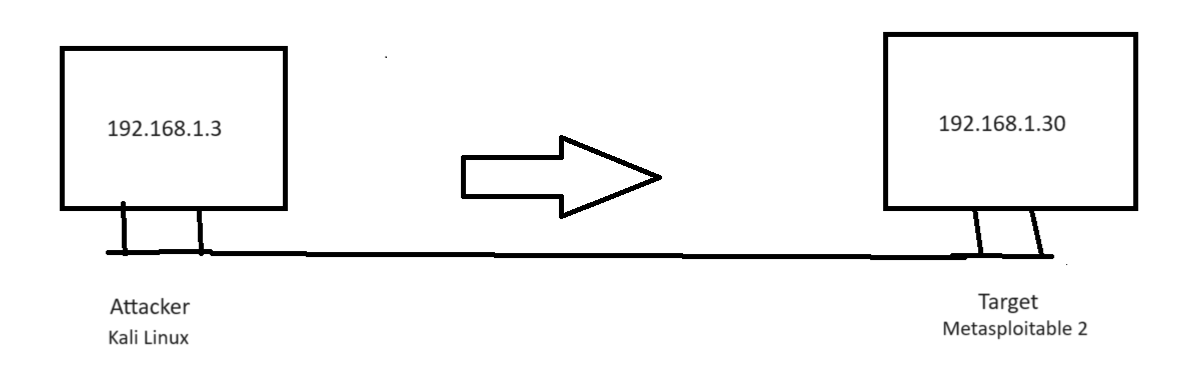 192.168.1.3
192.168.1.30
Attacker
Kali Linux
Target
Metasploitable 2